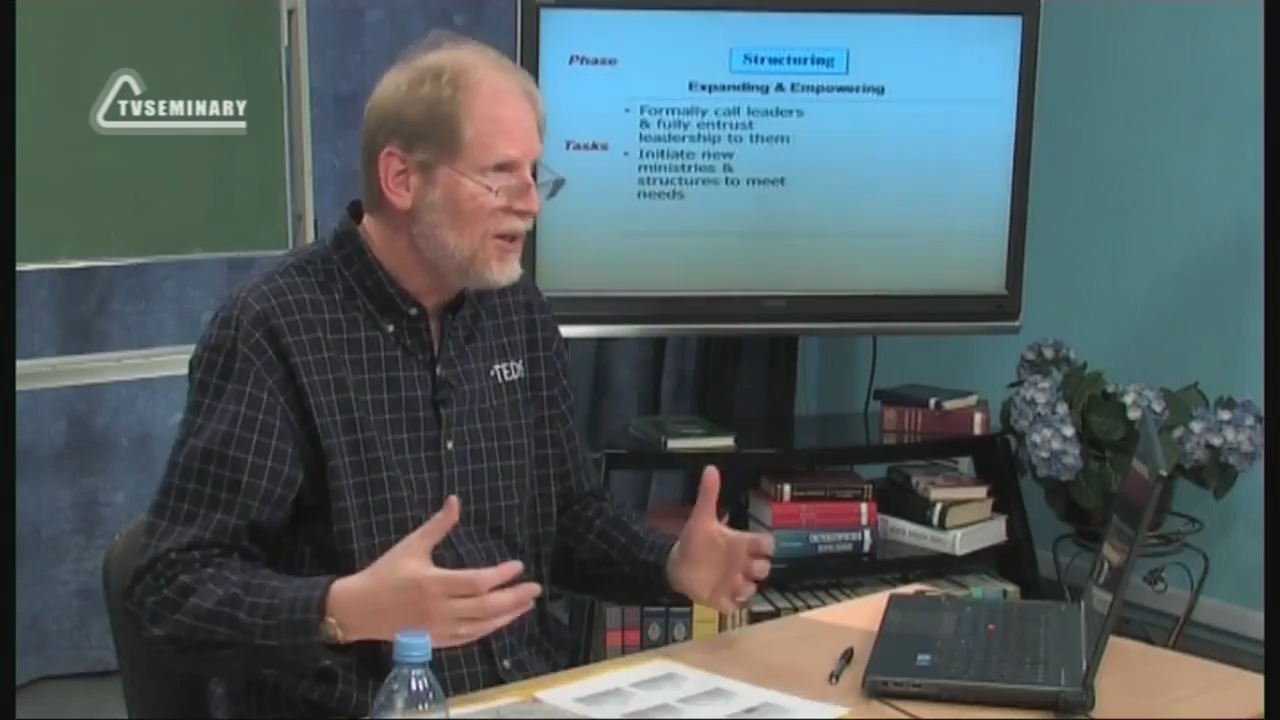 TVSEMINARY
Phase
Structuring
Expanding & Empowering
Tasks
• Formally call leaders
& fully entrust
leadership to them
• Initiate new
ministries &
structures to meet
needs
TEDS